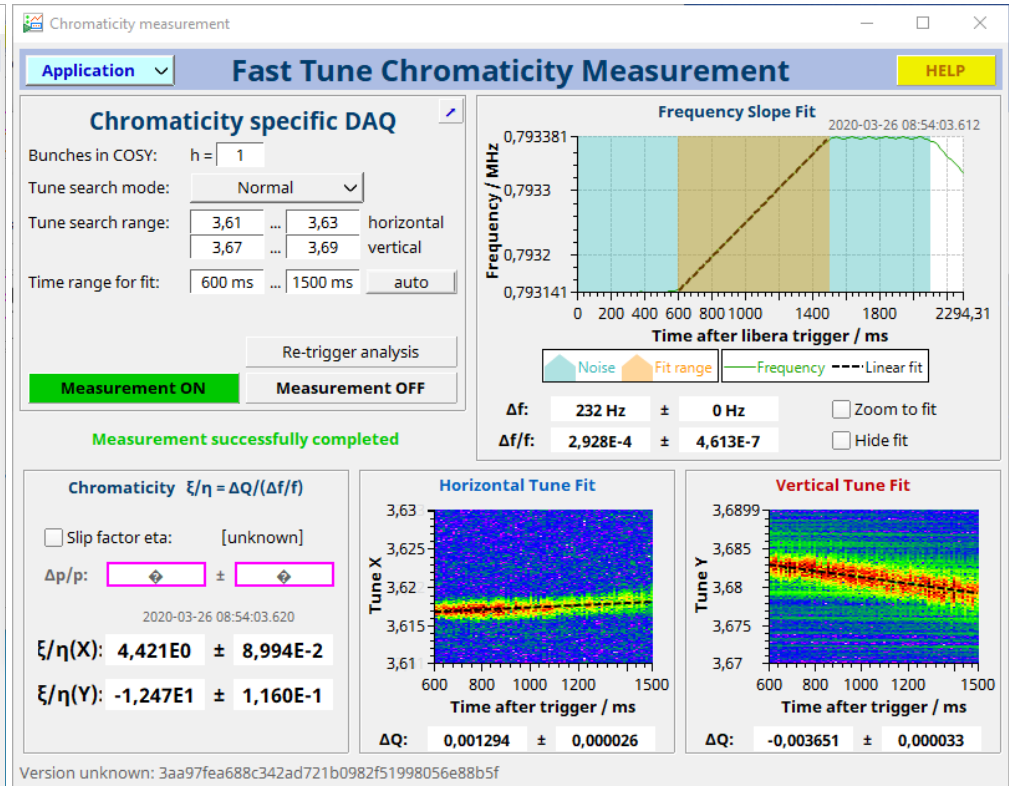 Chromaticity measurement
Application
Fast Tune Chromaticity Measurement
HELP
Chromaticity specific DAQ
Bunches in COSY: h = 1
Tune search mode: Normal
Tune search range: 3,61 ... 3,63 horizontal
3,67 ... 3,69 vertical
Time range for fit: 600 ms ... 1500 ms auto
Re-trigger analysis
Measurement ON Measurement OFF
Measurement successfully completed
Frequency Slope Fit
2020-03-26 08:54:03.612
Frequency / MHz
0,793381
0,7933
0,7932
0,793141
0 200 400 600 800 1000 1400 1800 2294,31
Time after libera trigger / ms
Noise Fit range Frequency Linear fit
Δf: 232 Hz ± 0 Hz Zoom to fit
Δf/f: 2,928E-4 ± 4,613E-7 Hide fit
Chromaticity ξ/η = ΔQ/(Δf/f)
Slip factor eta: [unknown]
Δp/p: � ± �
2020-03-26 08:54:03.620
ξ/η(X): 4,421E0 ± 8,994E-2
ξ/η(Y): -1,247E1 ± 1,160E-1
Horizontal Tune Fit
Tune X
3,63
3,625
3,62
3,615
3,61
600 800 1000 1200 1500
Time after trigger / ms
ΔQ: 0,001294 ± 0,000026
Vertical Tune Fit
Tune Y
3,6899
3,685
3,68
3,675
3,67
600 800 1000 1200 1500
Time after trigger / ms
ΔQ: -0,003651 ± 0,000033
Version unknown: 3aa97fea688c342ad721b0982f51998056e88b5f